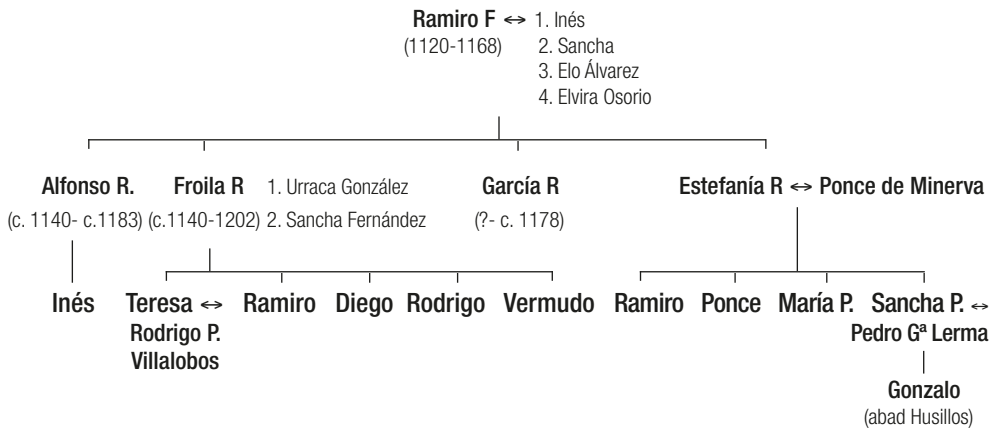 Ramiro F ↔ 1. Inés
(1120-1168) 2. Sancha
3. Elo Álvarez
4. Elvira Osorio
Alfonso R. Froila R 1. Urraca González García R Estefanía R ↔ Ponce de Minerva
(c. 1140- c.1183) (c.1140-1202) 2. Sancha Fernández (?- c. 1178)
Inés Teresa ↔ Ramiro Diego Rodrigo Vermudo Ramiro Ponce María P. Sancha P. ↔
Rodrigo P. Pedro Gª Lerma
Villalobos
Gonzalo
(abad Husillos)